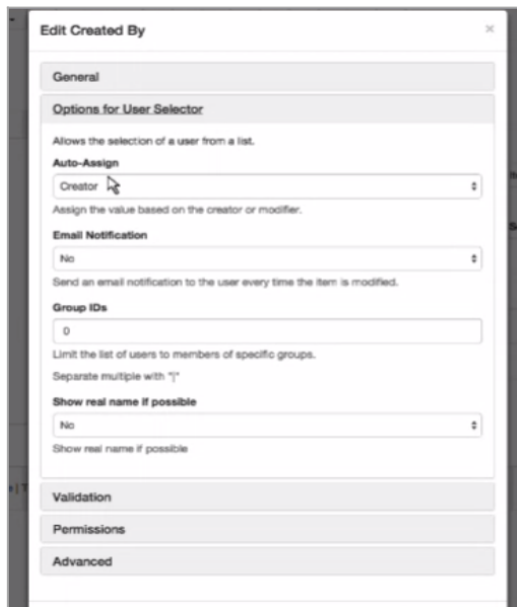 Edit Created By ×
General
Options for User Selector
Allows the selection of a user from a list.
Auto-Assign
Creator
Assign the value based on the creator or modifier.
Email Notification
No
Send an email notification to the user every time the item is modified.
Group IDs
0
Limit the list of users to members of specific groups.
Separate multiple with "|"
Show real name if possible
No
Show real name if possible
Validation
Permissions
Advanced